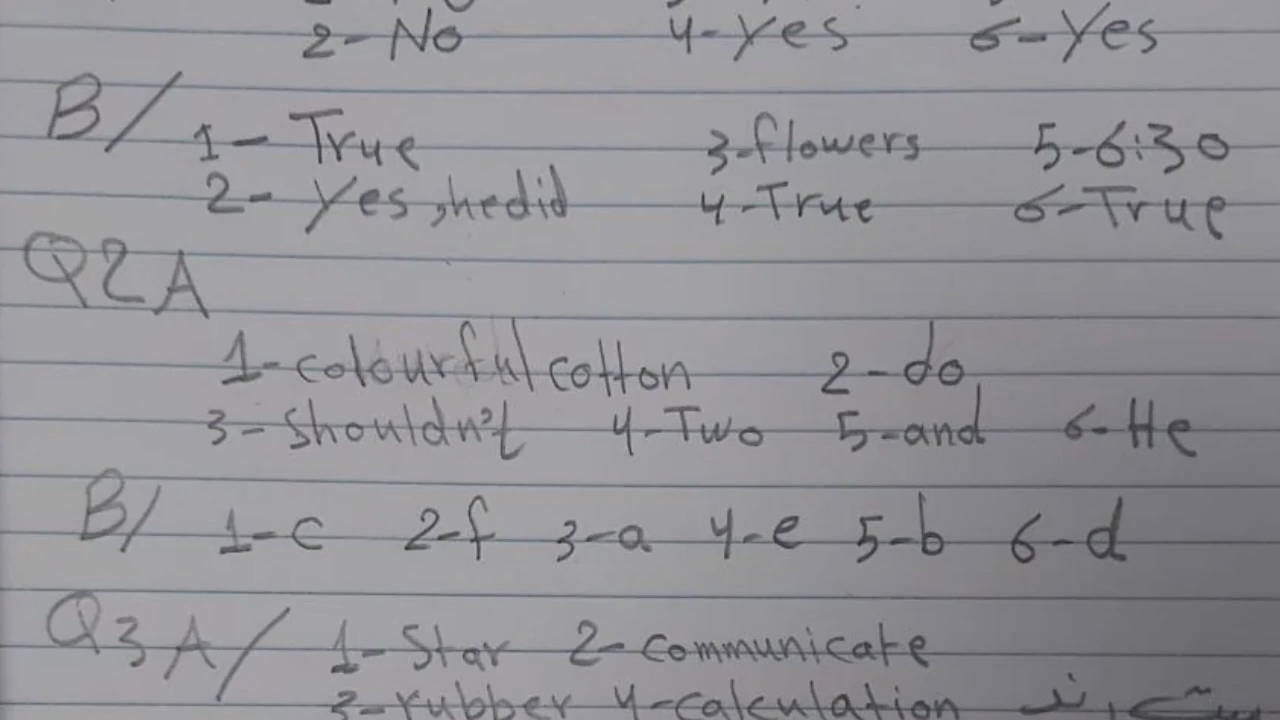 2- No 4- Yes 6- Yes
B/ 1- True 3- flowers 5- 6:30
2- Yes, she did 4- True 6- True
Q2A
1- colourful cotton 2- do
3- Shouldn't 4- Two 5- and 6- He
B/ 1- c 2- f 3- a 4- e 5- b 6- d
Q3A/ 1- Star 2- communicate
3- rubber 4- calculation